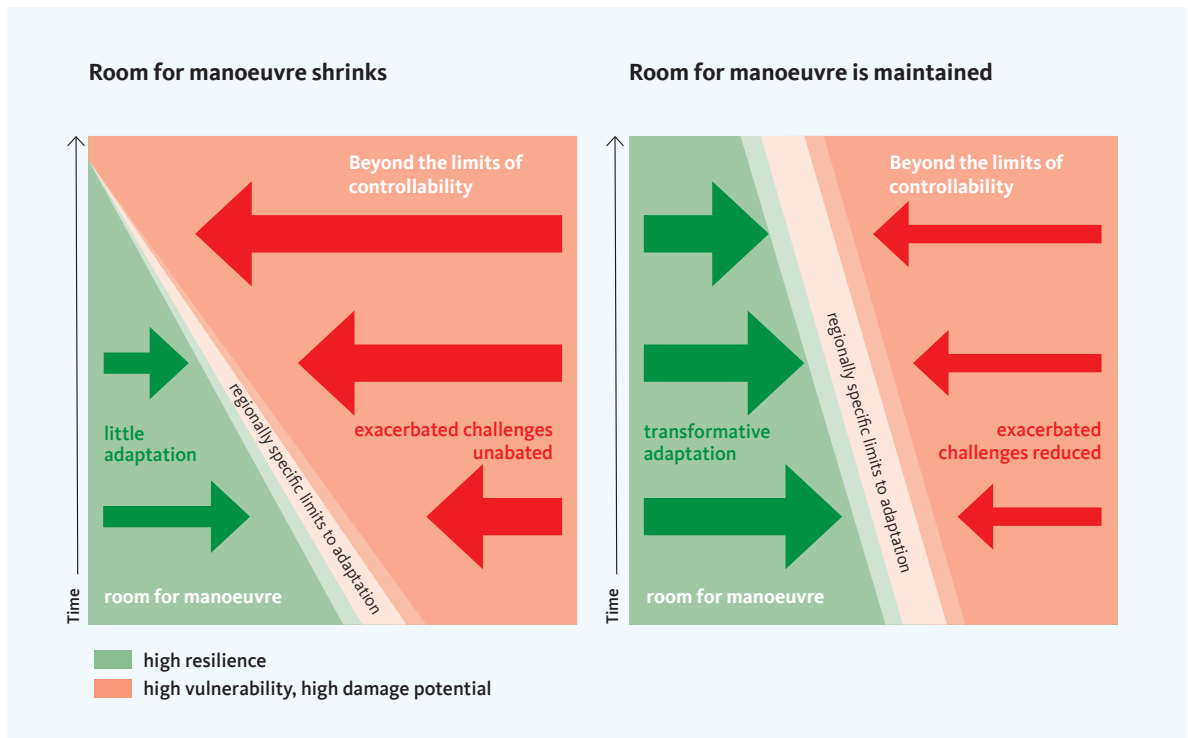 Room for manoeuvre shrinks
Time
Beyond the limits of
controllability
little
adaptation
exacerbated challenges
unabated
regionally specific limits to adaptation
room for manoeuvre
Room for manoeuvre is maintained
Time
Beyond the limits of
controllability
transformative
adaptation
exacerbated
challenges reduced
regionally specific limits to adaptation
room for manoeuvre
high resilience
high vulnerability, high damage potential